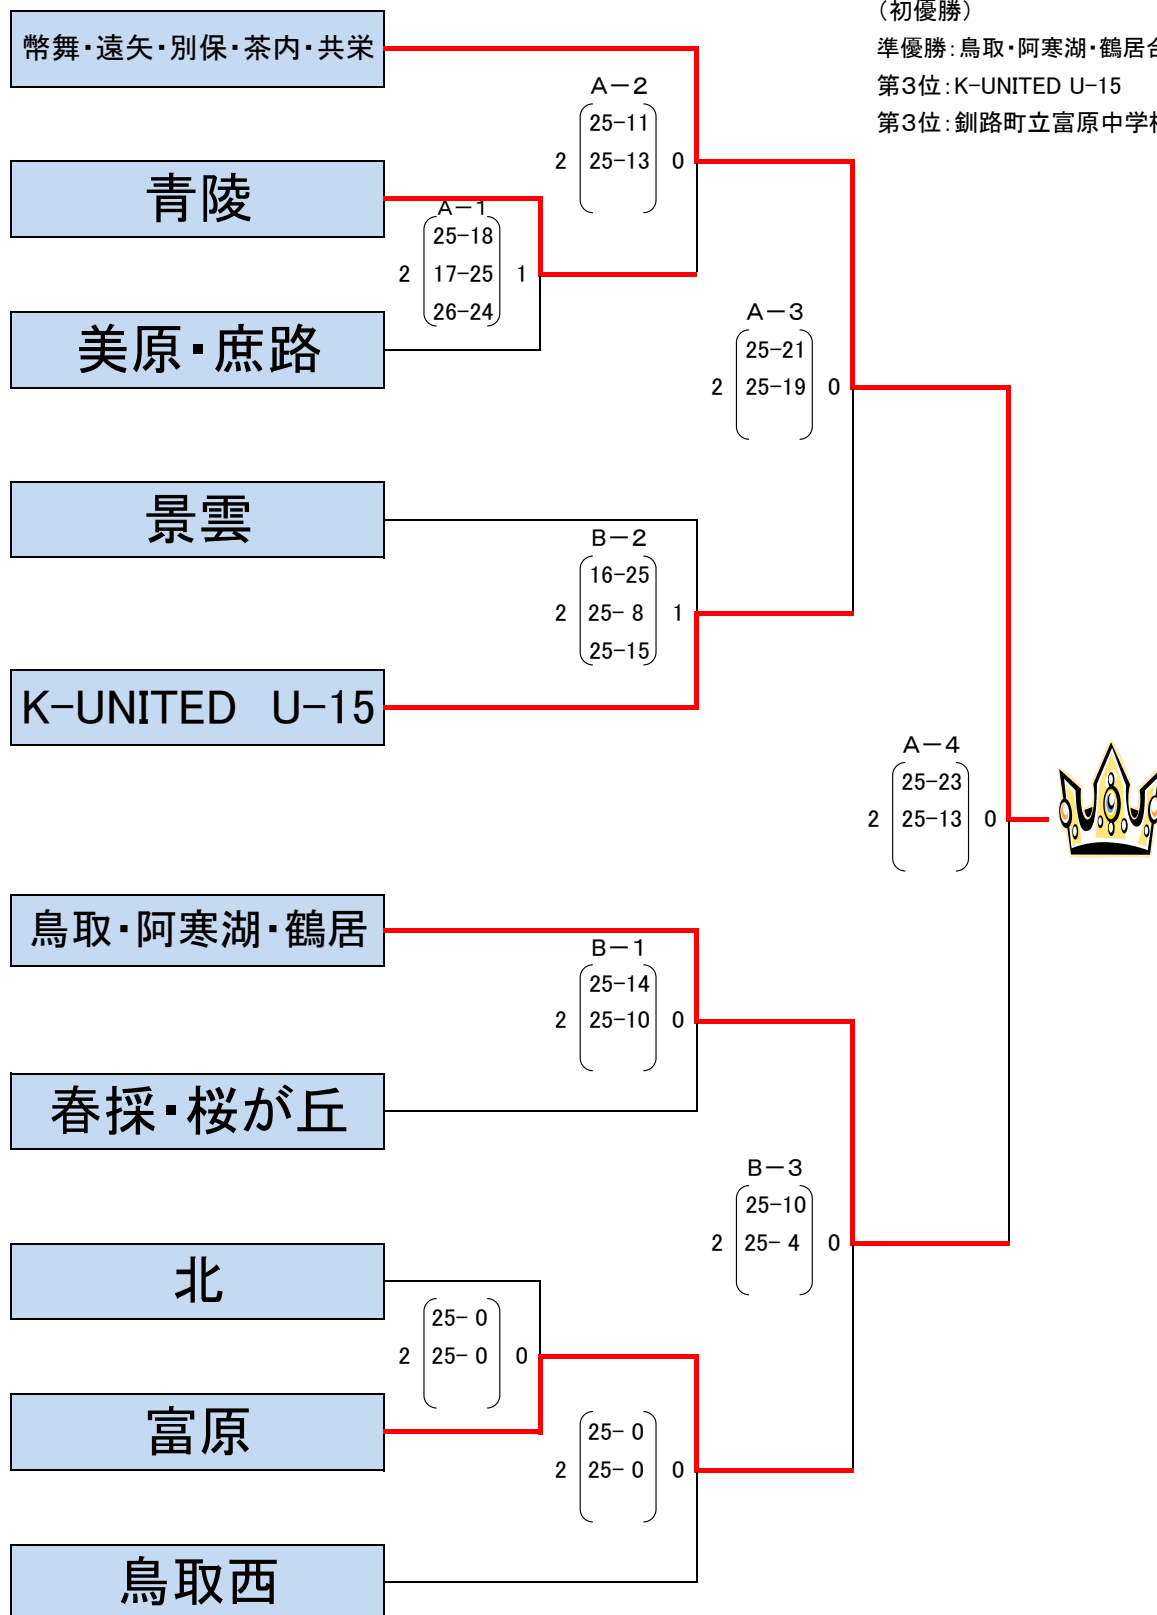 （初優勝）
準優勝：鳥取・阿寒湖・鶴居
第3位：K-UNITED U-15
第3位：釧路町立富原中学校
幣舞・遠矢・別保・茶内・共栄
A－2
25-11
2 25-13 0
青陵
A－1
25-18
2 17-25 1
26-24
美原・庶路
A－3
25-21
2 25-19 0
景雲
B－2
16-25
2 25- 8 1
25-15
K-UNITED U-15
A－4
25-23
2 25-13 0
鳥取・阿寒湖・鶴居
B－1
25-14
2 25-10 0
春採・桜が丘
B－3
25-10
2 25- 4 0
北
25- 0
2 25- 0 0
富原
25- 0
2 25- 0 0
鳥取西